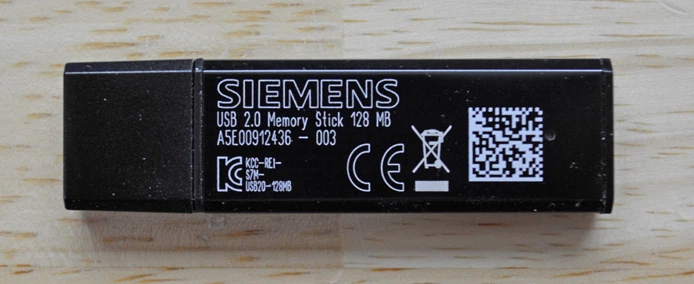 SIEMENS
USB 2.0 Memory Stick 128 MB
A5E00912436 - 003
KCC-REI-
S7M-
USB20-128MB
CE